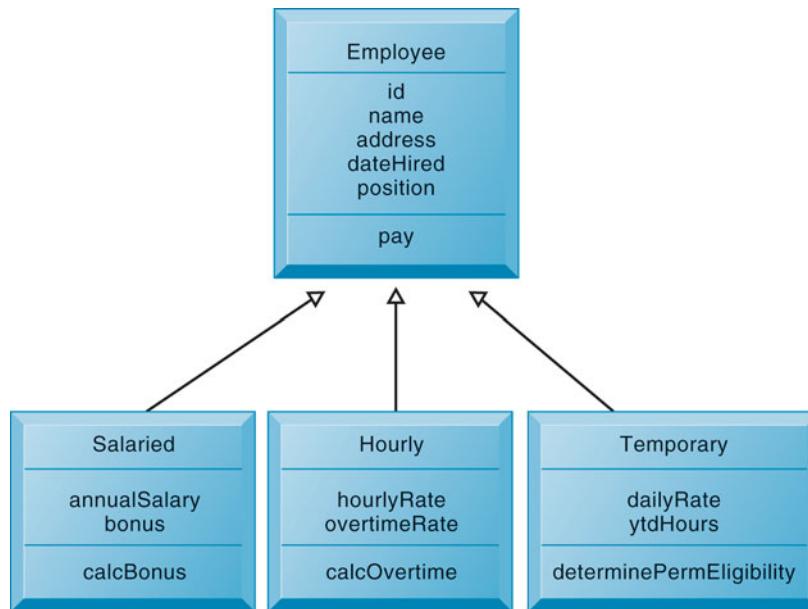 Employee
id
name
address
dateHired
position
pay
Salaried
annualSalary
bonus
calcBonus
Hourly
hourlyRate
overtimeRate
calcOvertime
Temporary
dailyRate
ytdHours
determinePermEligibility